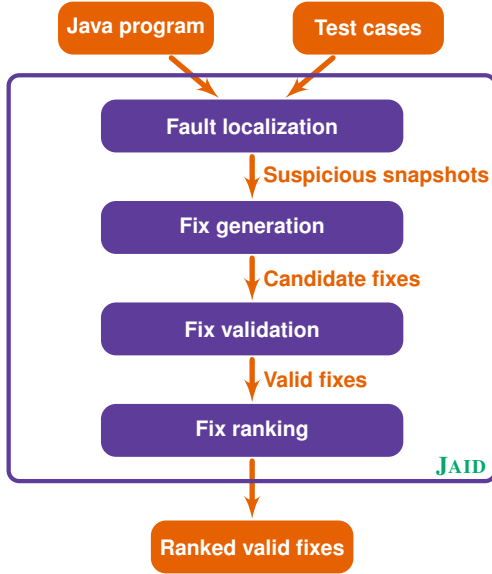 Java program
Test cases
Fault localization
Suspicious snapshots
Fix generation
Candidate fixes
Fix validation
Valid fixes
Fix ranking
JAID
Ranked valid fixes